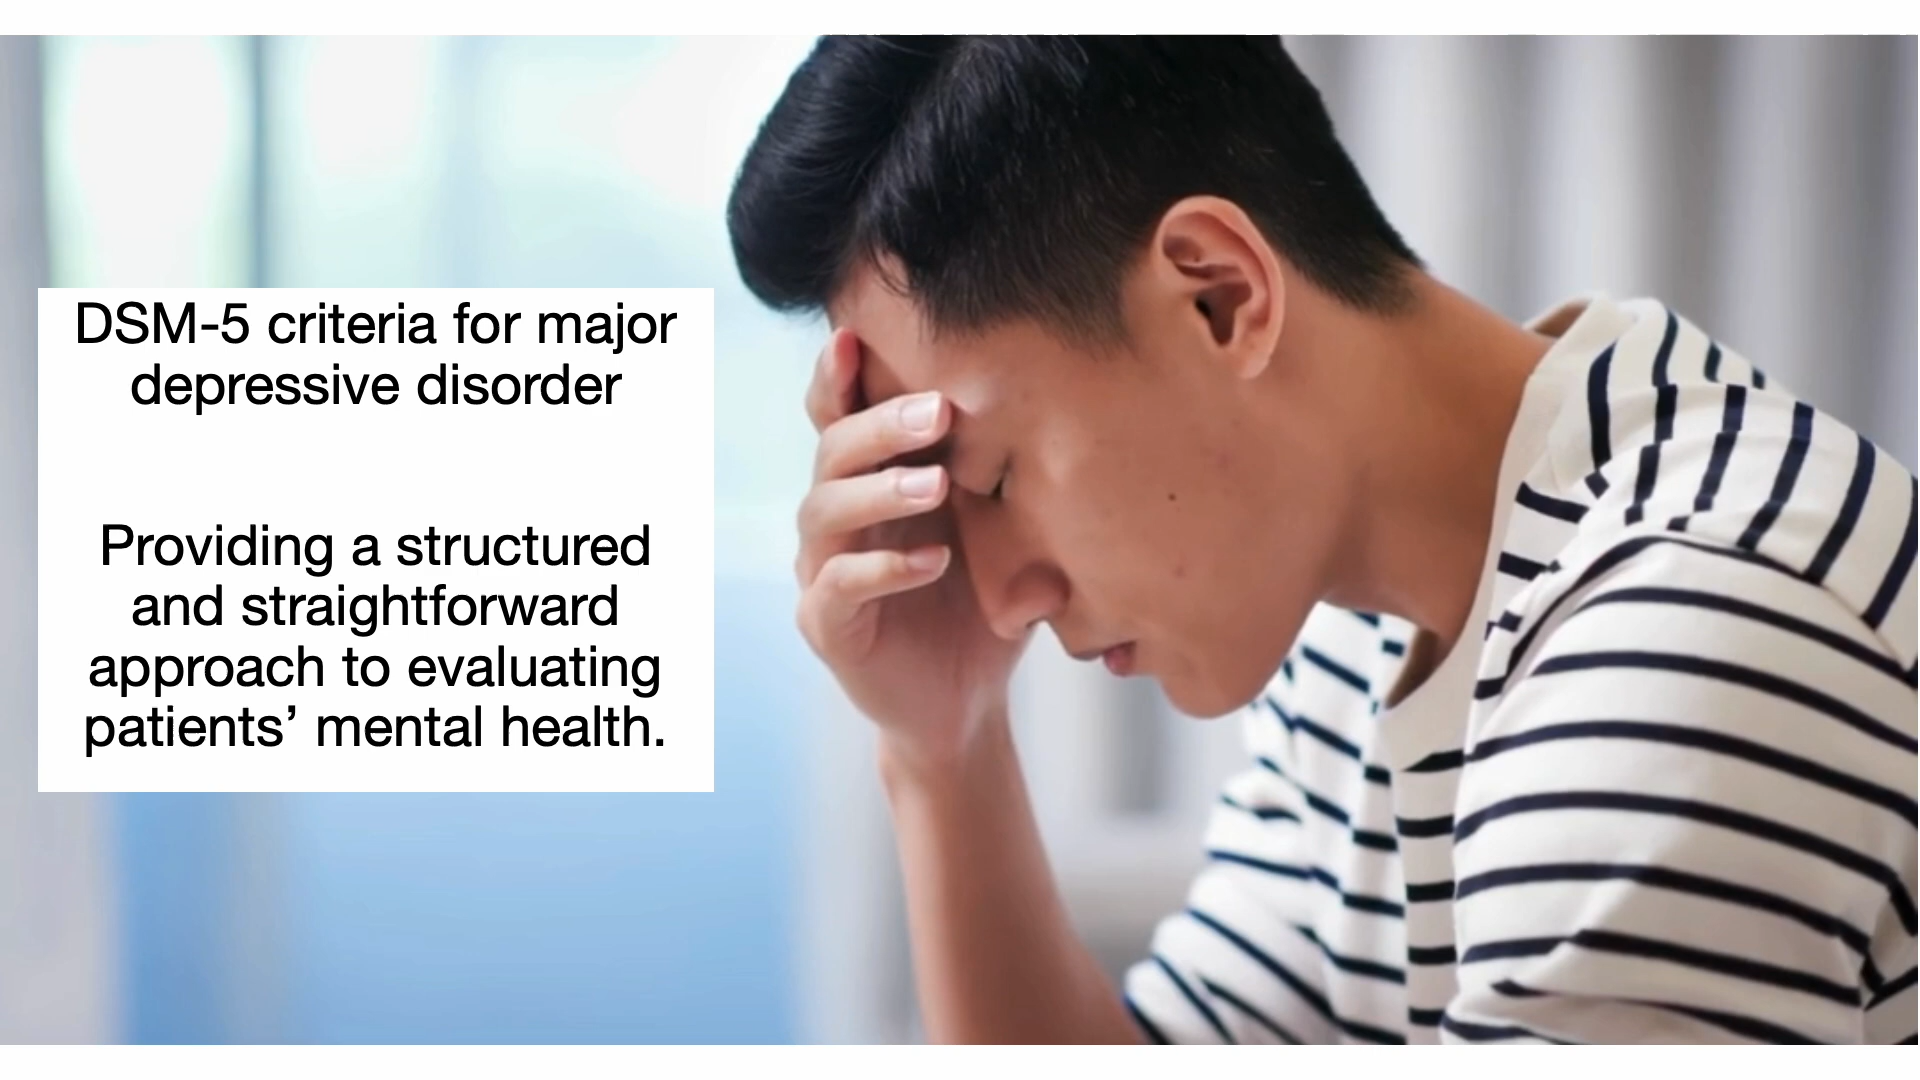 DSM-5 criteria for major
depressive disorder
Providing a structured
and straightforward
approach to evaluating
patients’ mental health.